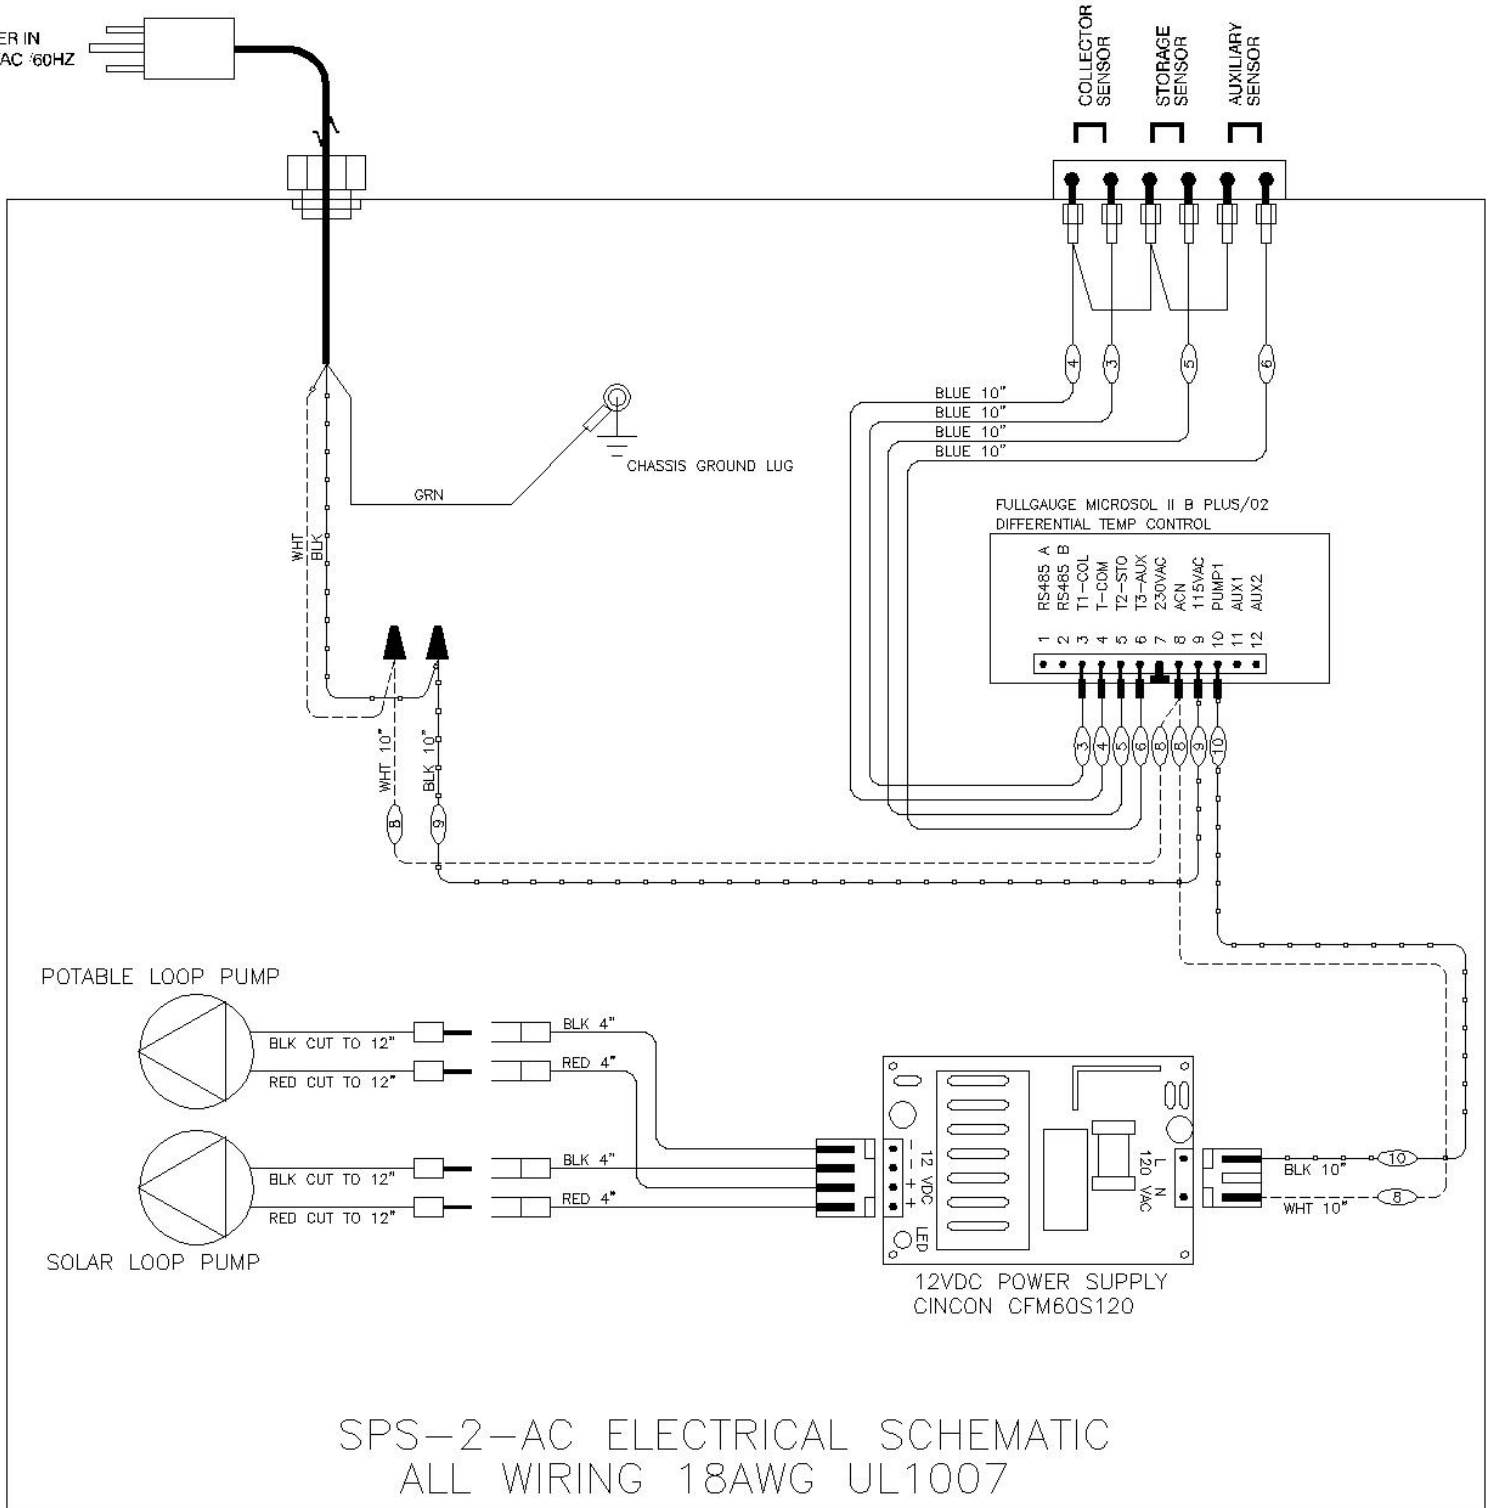 ER IN
AC /60HZ
COLLECTOR
SENSOR
STORAGE
SENSOR
AUXILIARY
SENSOR
4
3
5
6
BLUE 10"
BLUE 10"
BLUE 10"
BLUE 10"
CHASSIS GROUND LUG
GRN
WHT
BLK
FULLGAUGE MICROSOL II B PLUS/02
DIFFERENTIAL TEMP CONTROL
1 RS485 A
2 RS485 B
3 T1-COL
4 T-COM
5 T2-STO
6 T3-AUX
7 230VAC
8 ACN
9 115VAC
10 PUMP1
11 AUX1
12 AUX2
3
4
5
6
8
8
9
10
WHT 10"
BLK 10"
8
9
POTABLE LOOP PUMP
BLK CUT TO 12"
RED CUT TO 12"
BLK 4"
RED 4"
BLK CUT TO 12"
RED CUT TO 12"
BLK 4"
RED 4"
SOLAR LOOP PUMP
- - + +
12 VDC
LED
L N
120 VAC
10
BLK 10"
8
WHT 10"
12VDC POWER SUPPLY
CINCON CFM60S120
SPS-2-AC ELECTRICAL SCHEMATIC
ALL WIRING 18AWG UL1007